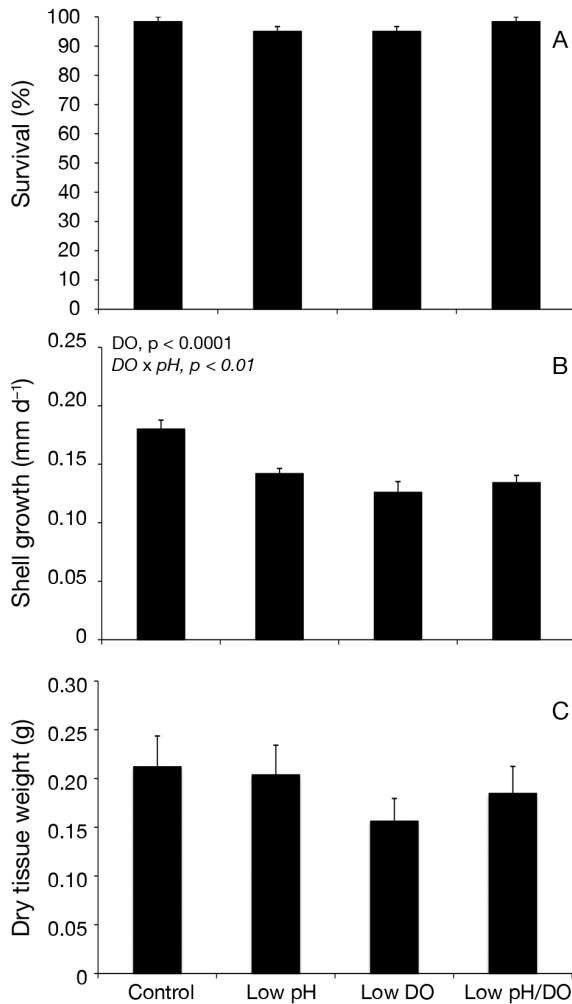 100
90
80
70
60
50
40
30
20
10
0
Survival (%)
A
0.25
0.20
0.15
0.10
0.05
0
Shell growth (mm d⁻¹)
DO, p < 0.0001
DO x pH, p < 0.01
B
0.30
0.25
0.20
0.15
0.10
0.05
0
Dry tissue weight (g)
C
Control Low pH Low DO Low pH/DO